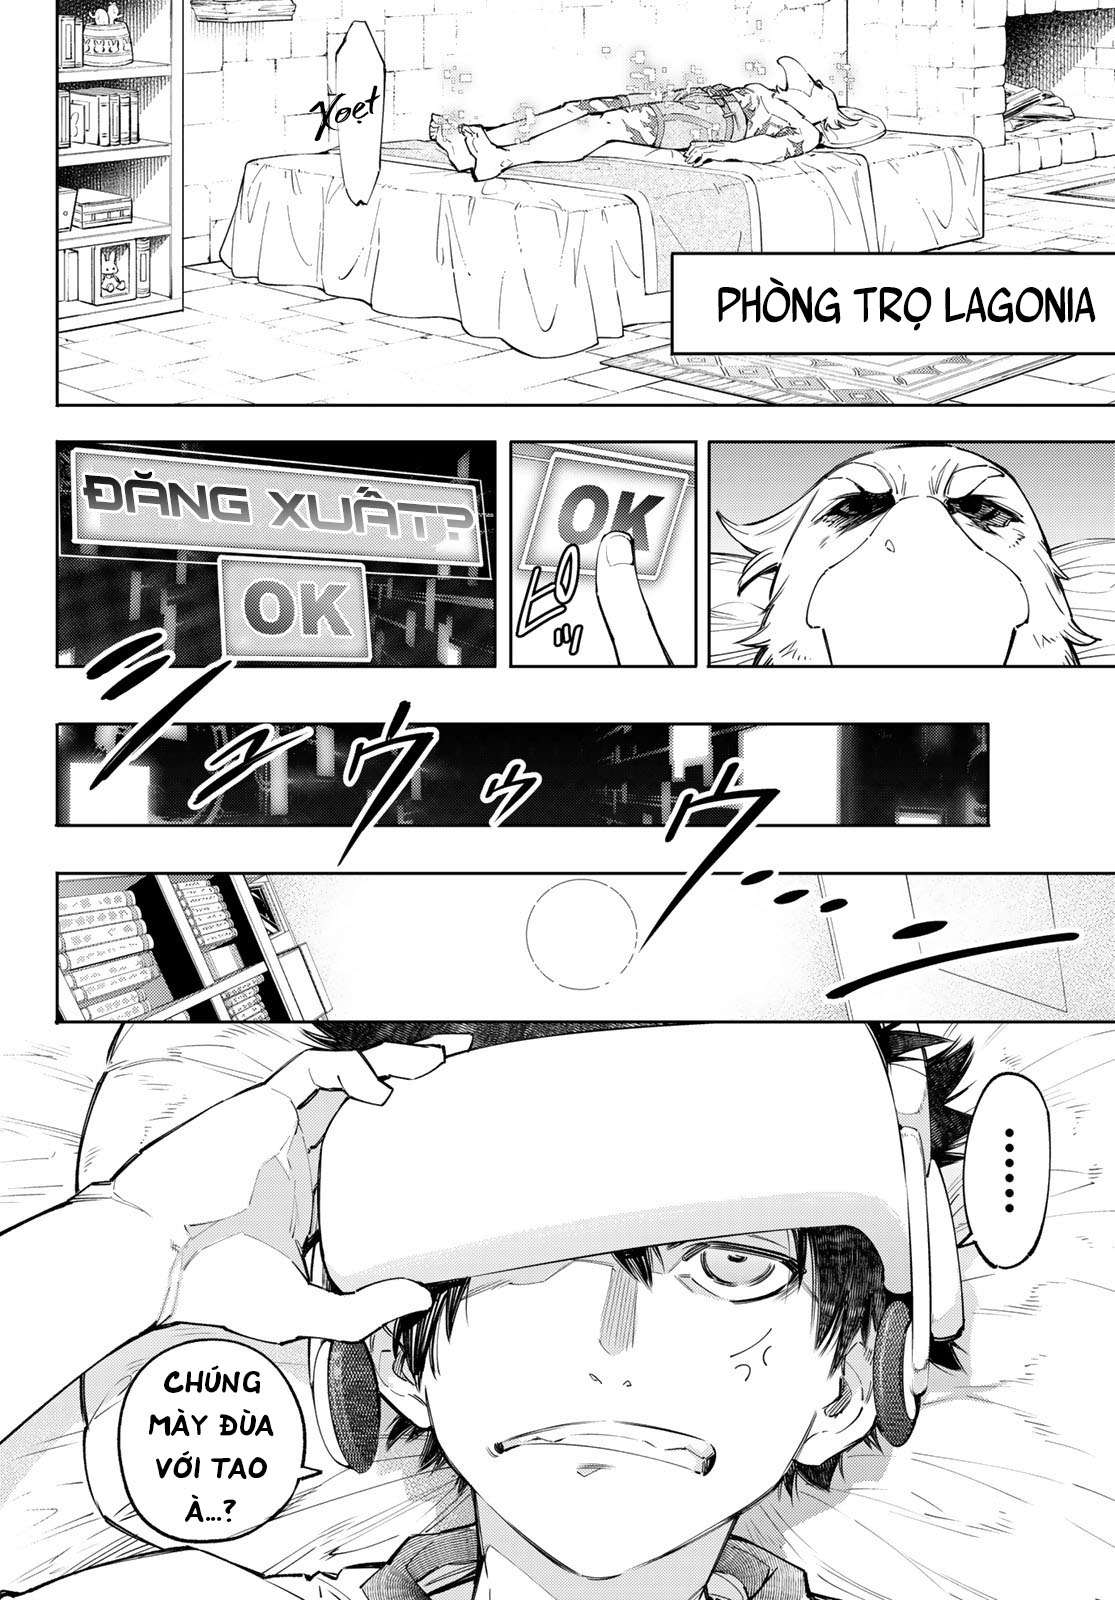 Xoẹt
PHÒNG TRỌ LAGONIA
ĐĂNG XUẤT?
OK
OK
ピッ
シュウゥウ
……
CHÚNG
MÀY ĐÙA
VỚI TAO
À...?